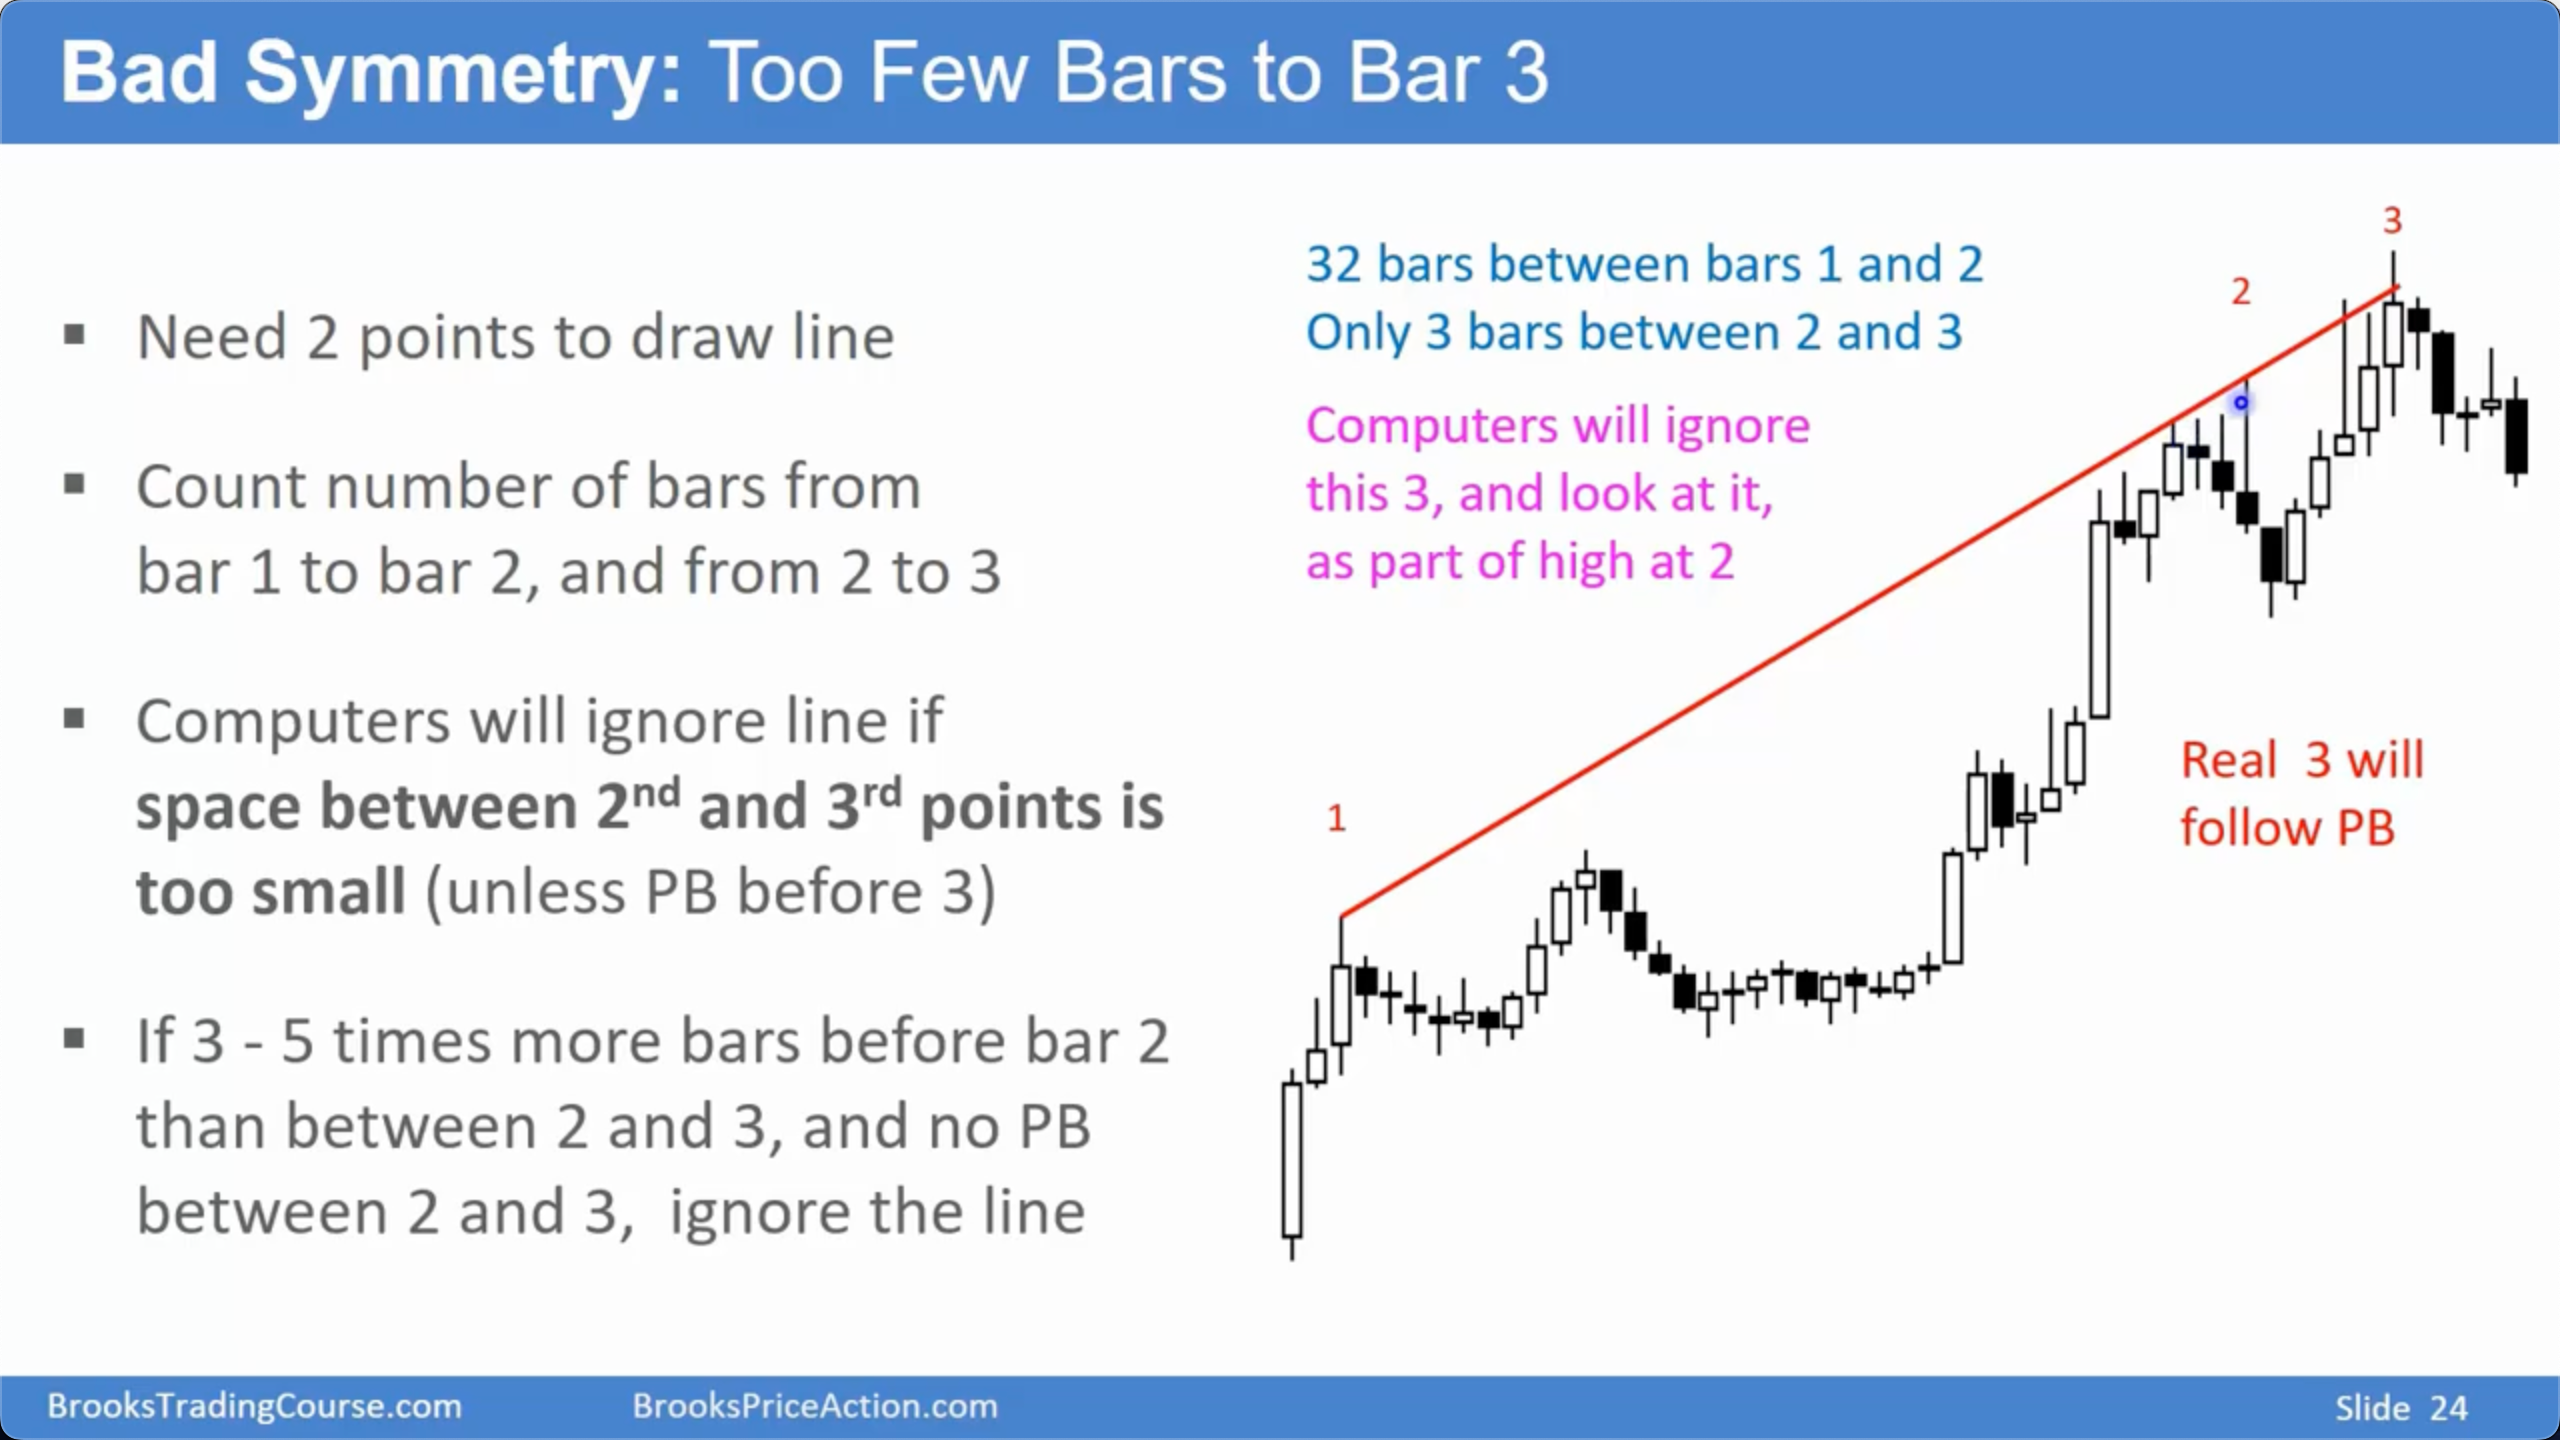 Bad Symmetry: Too Few Bars to Bar 3
▪ Need 2 points to draw line
▪ Count number of bars from
bar 1 to bar 2, and from 2 to 3
▪ Computers will ignore line if
space between 2nd and 3rd points is
too small (unless PB before 3)
▪ If 3 - 5 times more bars before bar 2
than between 2 and 3, and no PB
between 2 and 3, ignore the line
32 bars between bars 1 and 2
Only 3 bars between 2 and 3
Computers will ignore
this 3, and look at it,
as part of high at 2
1
2
3
Real 3 will
follow PB
BrooksTradingCourse.com
BrooksPriceAction.com
Slide 24